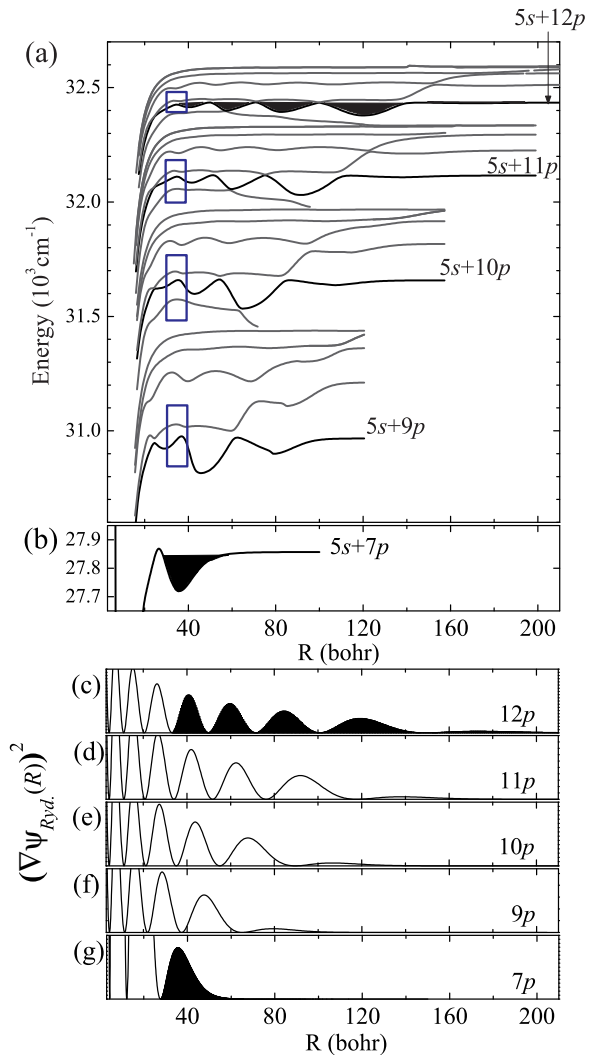 5s+12p
(a)
32.5
32.0
5s+11p
5s+10p
31.5
31.0
5s+9p
Energy (10³cm⁻¹)
(b)
27.9
27.8
27.7
5s+7p
40 80 120 160 200
R (bohr)
(c)
12p
(d)
11p
(e)
10p
(f)
9p
(g)
7p
(∇ψRyd.(R))²
40 80 120 160 200
R (bohr)